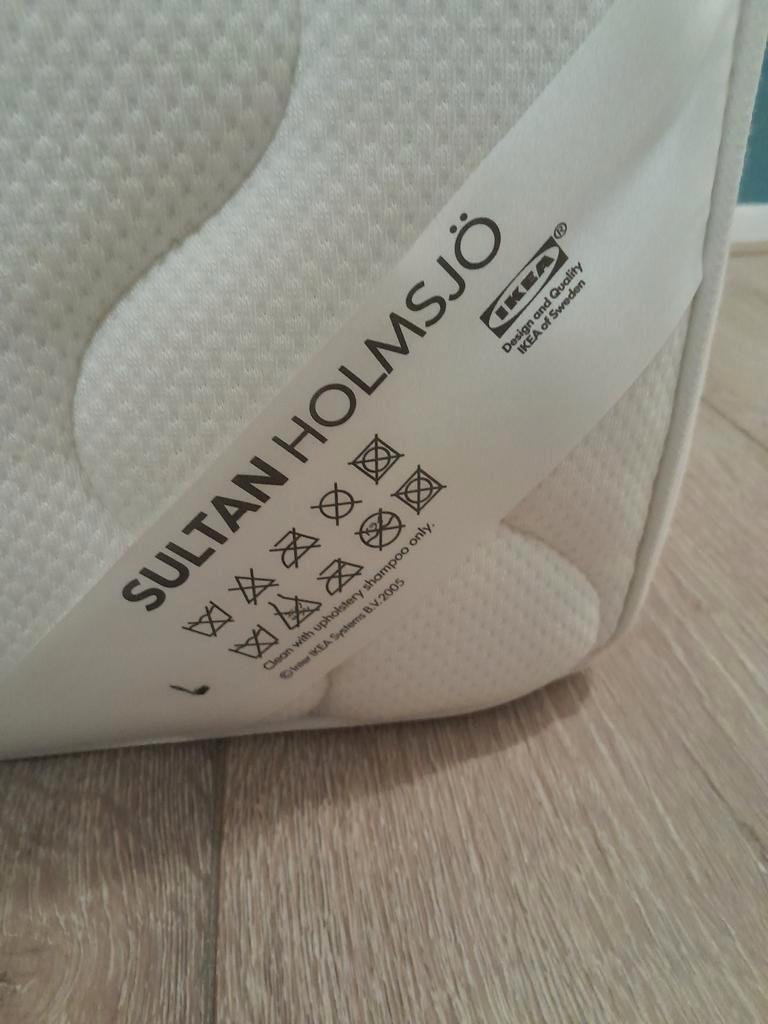 SULTAN HOLMSJÖ
IKEA®
Design and Quality
IKEA of Sweden
Clean with upholstery shampoo only.
© Inter IKEA Systems B.V. 2005